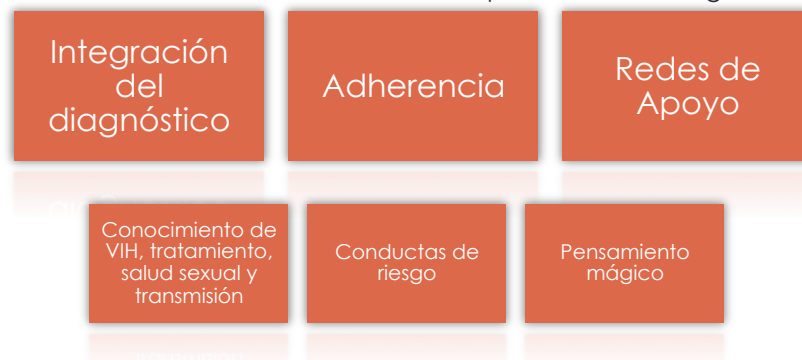 Integración
del
diagnóstico
Adherencia
Redes de
Apoyo
Conocimiento de
VIH, tratamiento,
salud sexual y
transmisión
Conductas de
riesgo
Pensamiento
mágico